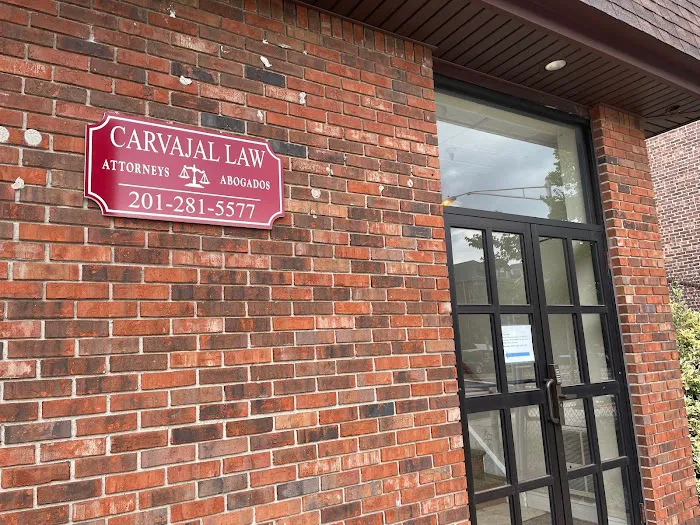 CARVAJAL LAW
ATTORNEYS ABOGADOS
201-281-5577